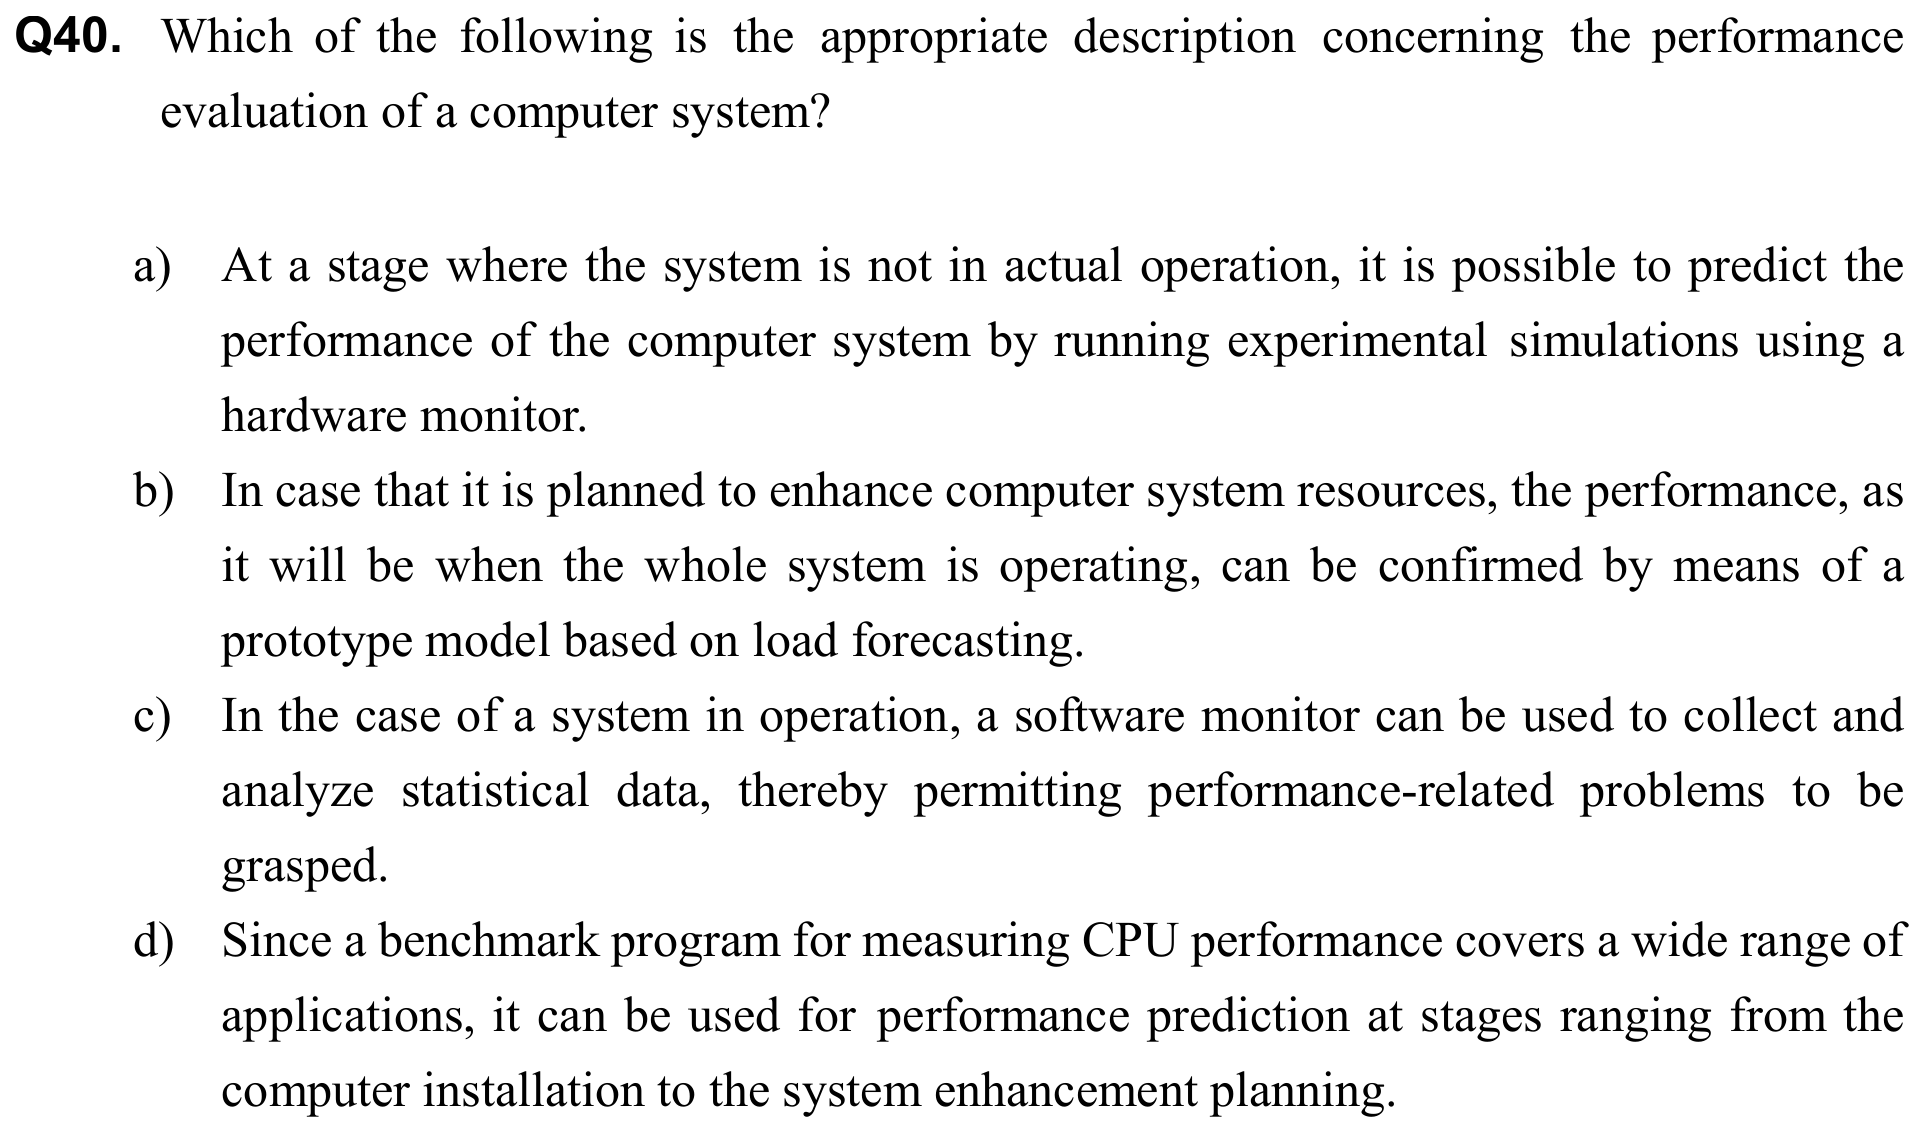 Q40. Which of the following is the appropriate description concerning the performance
evaluation of a computer system?
a) At a stage where the system is not in actual operation, it is possible to predict the
performance of the computer system by running experimental simulations using a
hardware monitor.
b) In case that it is planned to enhance computer system resources, the performance, as
it will be when the whole system is operating, can be confirmed by means of a
prototype model based on load forecasting.
c) In the case of a system in operation, a software monitor can be used to collect and
analyze statistical data, thereby permitting performance-related problems to be
grasped.
d) Since a benchmark program for measuring CPU performance covers a wide range of
applications, it can be used for performance prediction at stages ranging from the
computer installation to the system enhancement planning.